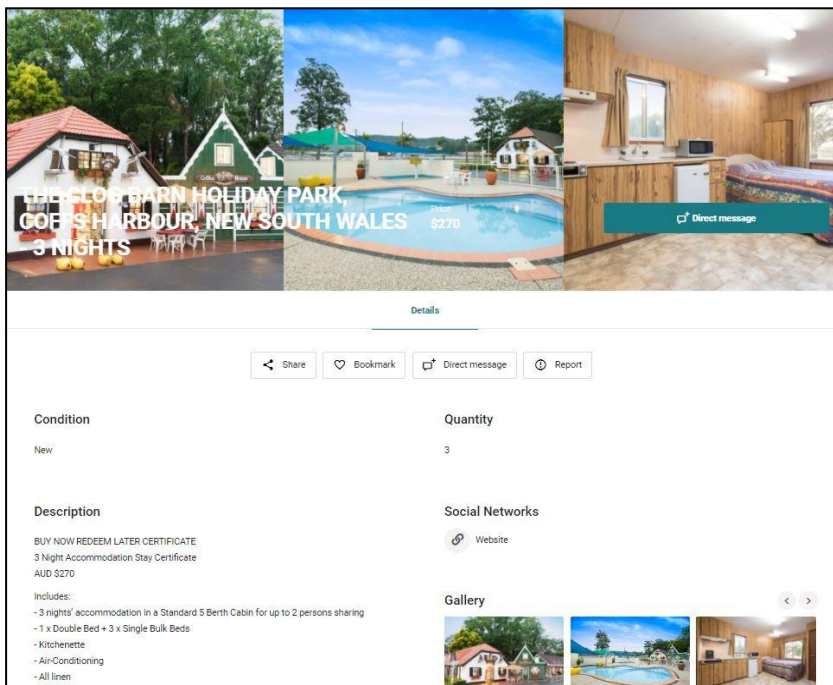 THE CLOG BARN HOLIDAY PARK,
COFFS HARBOUR, NEW SOUTH WALES
3 NIGHTS
Price
$270
Direct message
Details
Share
Bookmark
Direct message
Report
Condition
New
Quantity
3
Description
BUY NOW REDEEM LATER CERTIFICATE
3 Night Accommodation Stay Certificate
AUD $270
Includes:
- 3 nights' accommodation in a Standard 5 Berth Cabin for up to 2 persons sharing
- 1 x Double Bed + 3 x Single Bulk Beds
- Kitchenette
- Air-Conditioning
- All linen
Social Networks
Website
Gallery